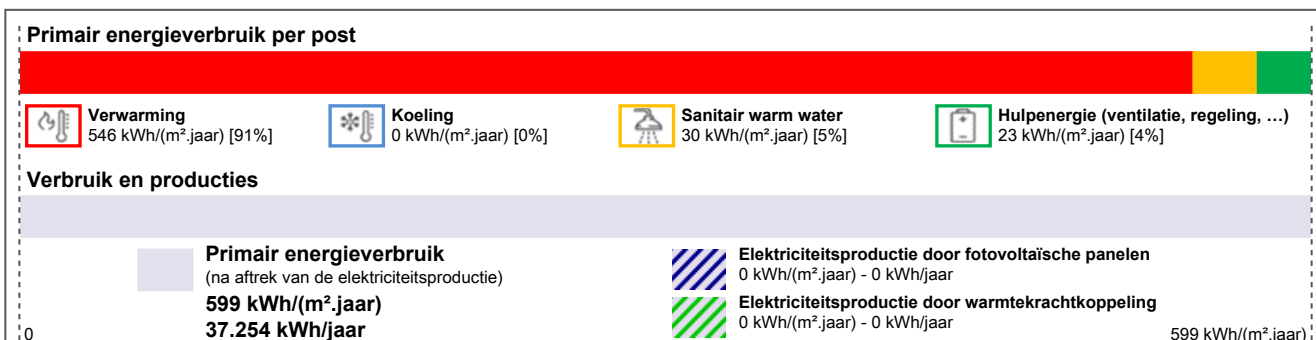 Primair energieverbruik per post
Verwarming
546 kWh/(m².jaar) [91%]
Koeling
0 kWh/(m².jaar) [0%]
Sanitair warm water
30 kWh/(m².jaar) [5%]
Hulpenergie (ventilatie, regeling, …)
23 kWh/(m².jaar) [4%]
Verbruik en producties
Primair energieverbruik
(na aftrek van de elektriciteitsproductie)
599 kWh/(m².jaar)
37.254 kWh/jaar
Elektriciteitsproductie door fotovoltaïsche panelen
0 kWh/(m².jaar) - 0 kWh/jaar
Elektriciteitsproductie door warmtekrachtkoppeling
0 kWh/(m².jaar) - 0 kWh/jaar
0
599 kWh/(m².jaar)